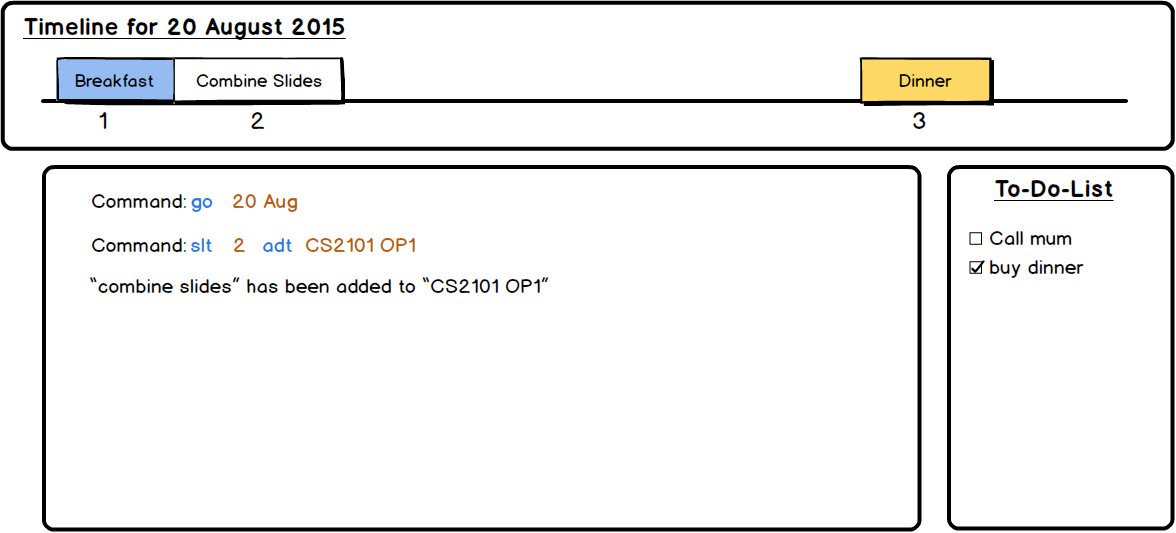 Timeline for 20 August 2015
Breakfast Combine Slides Dinner
1 2 3
Command: go 20 Aug
Command: slt 2 adt CS2101 OP1
“combine slides” has been added to “CS2101 OP1”
To-Do-List
Call mum
buy dinner